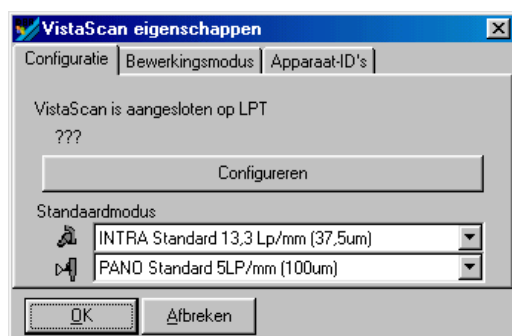 VistaScan eigenschappen
Configuratie Bewerkingsmodus Apparaat-ID's
VistaScan is aangesloten op LPT
???
Configureren
Standaardmodus
INTRA Standard 13,3 Lp/mm (37,5um)
PANO Standard 5LP/mm (100um)
OK Afbreken